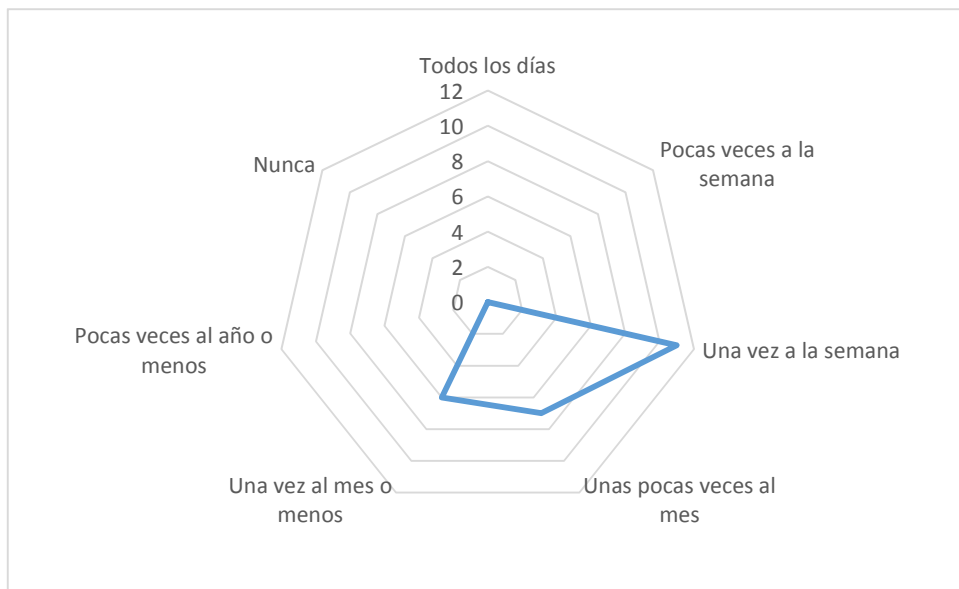 Todos los días
12
10
8
6
4
2
0
Pocas veces a la
semana
Una vez a la semana
Unas pocas veces al
mes
Una vez al mes o
menos
Pocas veces al año o
menos
Nunca